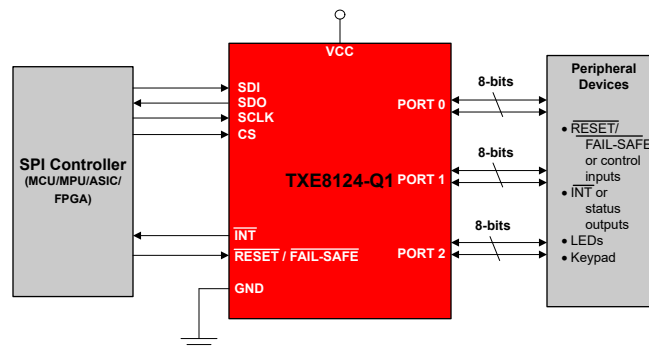 VCC
SDI
SDO
SCLK
CS
SPI Controller
(MCU/MPU/ASIC/
FPGA)
TXE8124-Q1
INT
RESET / FAIL-SAFE
GND
PORT 0
PORT 1
PORT 2
8-bits
8-bits
8-bits
Peripheral
Devices
• RESET/
FAIL-SAFE
or control
inputs
• INT or
status
outputs
• LEDs
• Keypad